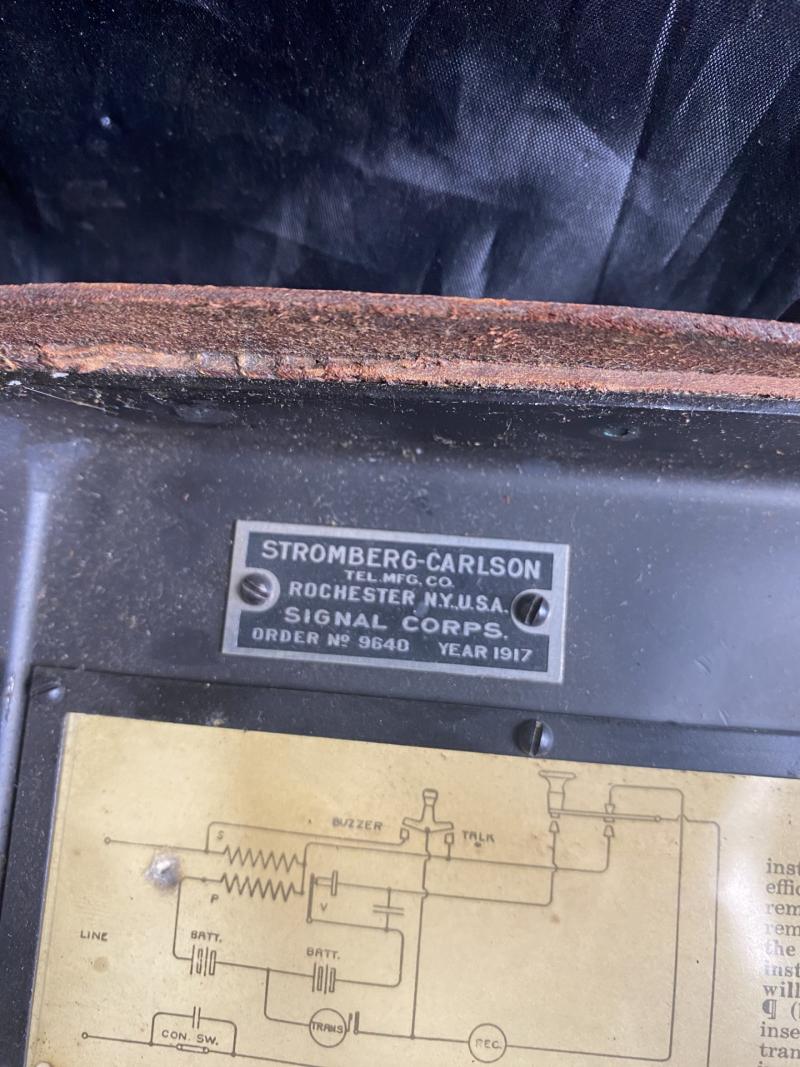 STROMBERG-CARLSON
TEL.MFG.CO.
ROCHESTER N.Y.,U.S.A.
SIGNAL CORPS.
ORDER Nº 9640 YEAR 1917
BUZZER
TALK
S
P
V
LINE
BATT.
BATT.
TRANS
CON. SW.
REC.
inst
effic
rem
rem
the
inst
will
¶ (
inse
tran